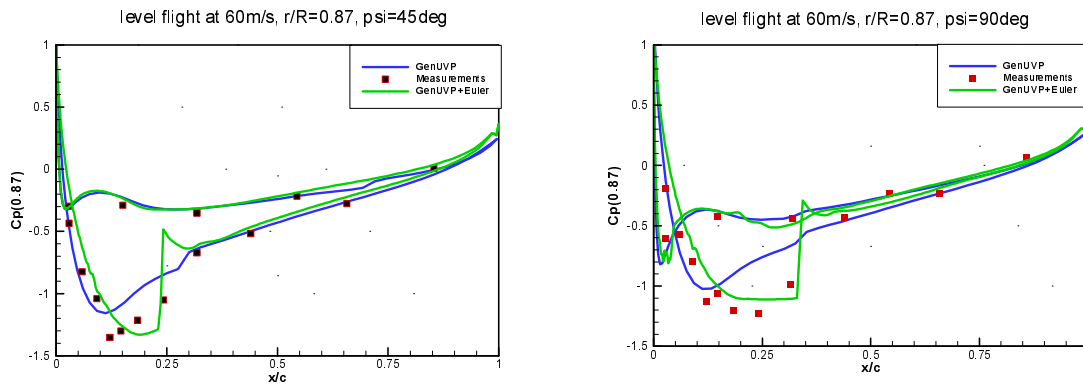 level flight at 60m/s, r/R=0.87, psi=45deg
GenUVP
Measurements
GenUVP+Euler
1
0.5
0
-0.5
-1
-1.5
Cp(0.87)
0
0.25
0.5
0.75
1
x/c
level flight at 60m/s, r/R=0.87, psi=90deg
GenUVP
Measurements
GenUVP+Euler
1
0.5
0
-0.5
-1
-1.5
Cp(0.87)
0
0.25
0.5
0.75
x/c